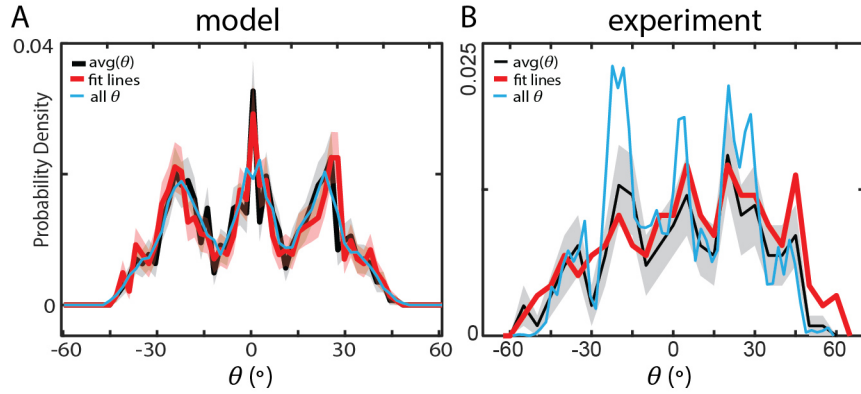 A model
0.04
avg(θ)
fit lines
all θ
Probability Density
0
-60 -30 0 30 60
θ (°)
B experiment
0.025
avg(θ)
fit lines
all θ
0
-60 -30 0 30 60
θ (°)